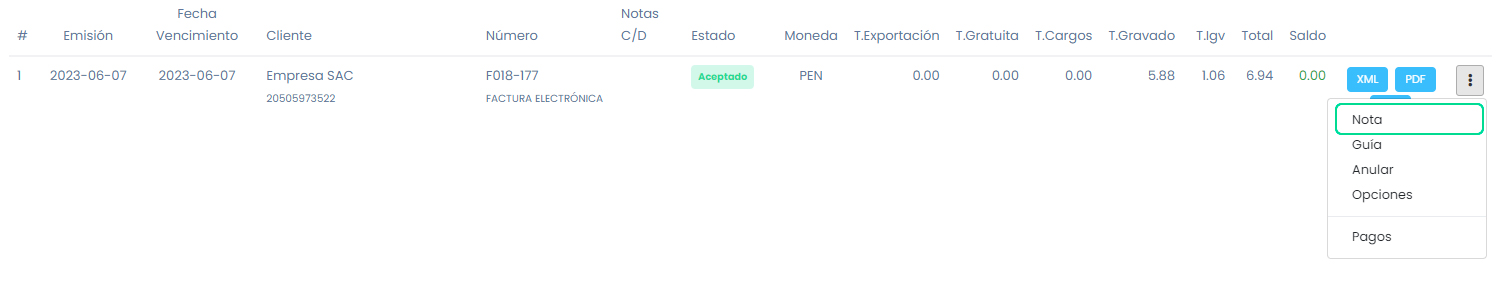 # Emisión Fecha Vencimiento Cliente Número Notas C/D Estado Moneda T.Exportación T.Gratuita T.Cargos T.Gravado T.Igv Total Saldo
1 2023-06-07 2023-06-07 Empresa SAC F018-177 Aceptado PEN 0.00 0.00 0.00 5.88 1.06 6.94 0.00 XML PDF
20505973522 FACTURA ELECTRÓNICA
Nota
Guía
Anular
Opciones
Pagos